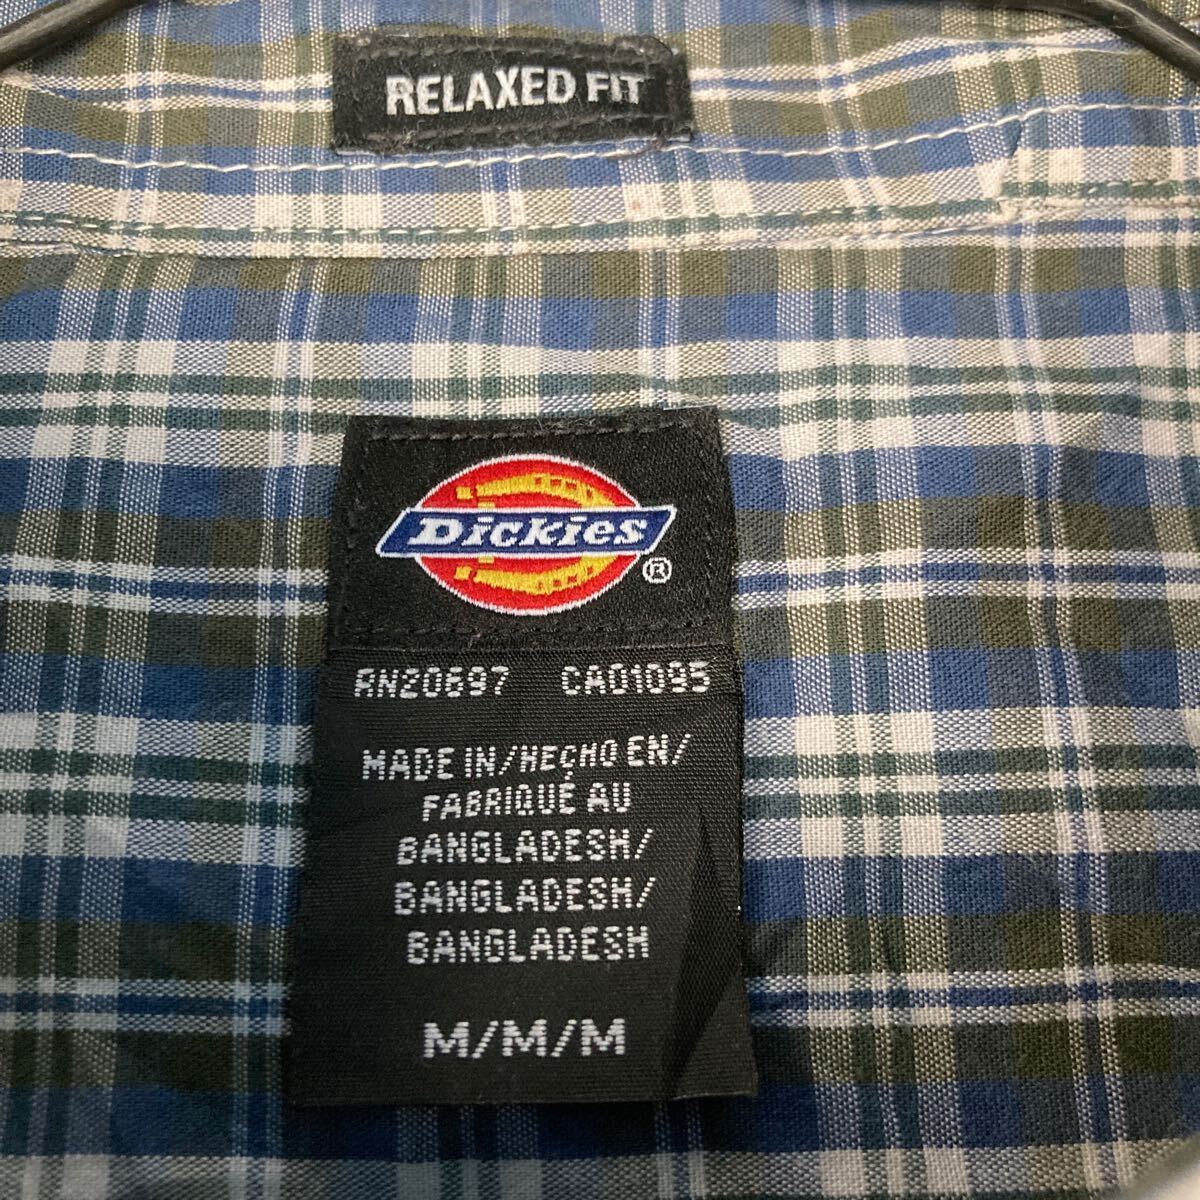 RELAXED FIT
Dickies ®
RN20697 CA01095
MADE IN/HECHO EN/
FABRIQUÉ AU
BANGLADESH/
BANGLADESH/
BANGLADESH
M/M/M